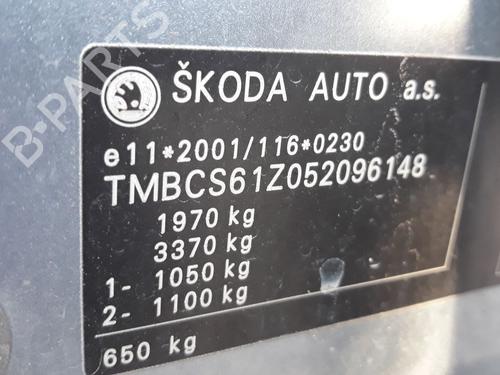 B-PARTS
ŠKODA AUTO a.s.
e11*2001/116*0230
TMBCS61Z052096148
1970 kg
3370 kg
1- 1050 kg
2- 1100 kg
650 kg